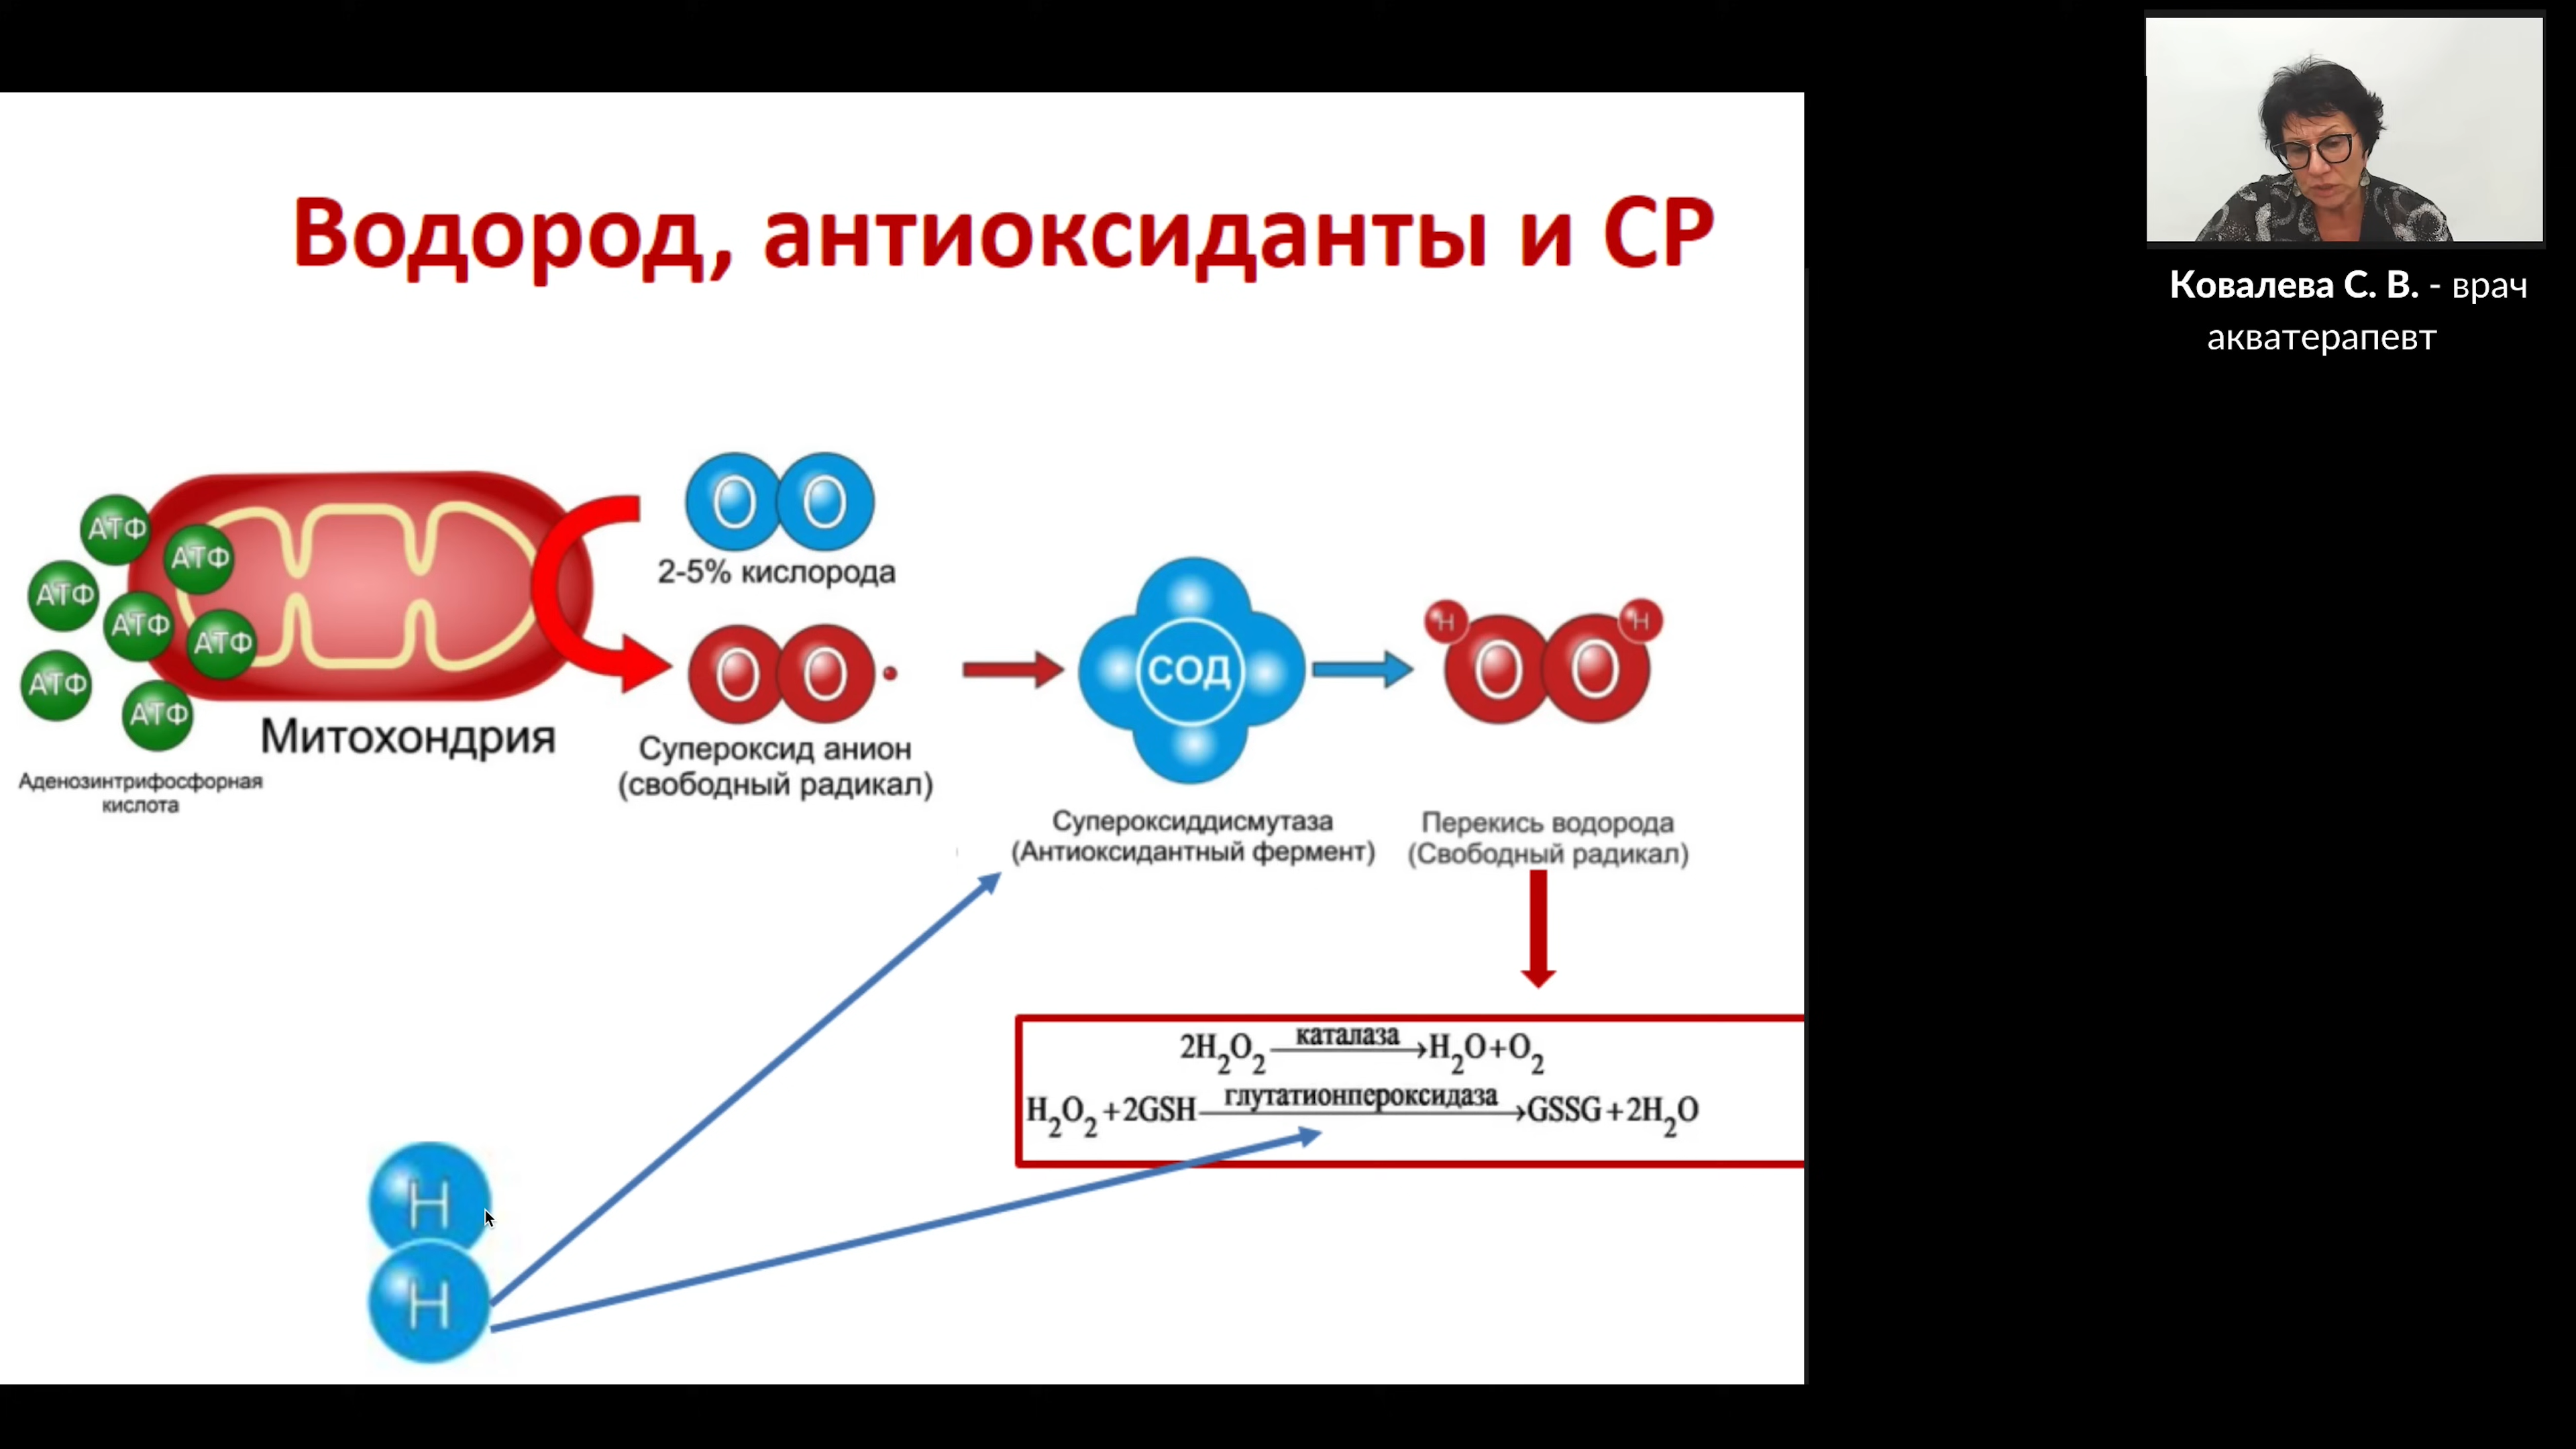 Водород, антиоксиданты и СР
Ковалева С. В. - врач
акватерапевт
АТФ
АТФ
АТФ
АТФ
АТФ
АТФ
АТФ
Аденозинтрифосфорная
кислота
Митохондрия
O O
2-5% кислорода
O O
Супероксид анион
(свободный радикал)
СОД
Супероксиддисмутаза
(Антиоксидантный фермент)
H H
O O
Перекись водорода
(Свободный радикал)
каталаза
2H₂O₂ → H₂O+O₂
глутатионпероксидаза
H₂O₂+2GSH → GSSG+2H₂O
H
H